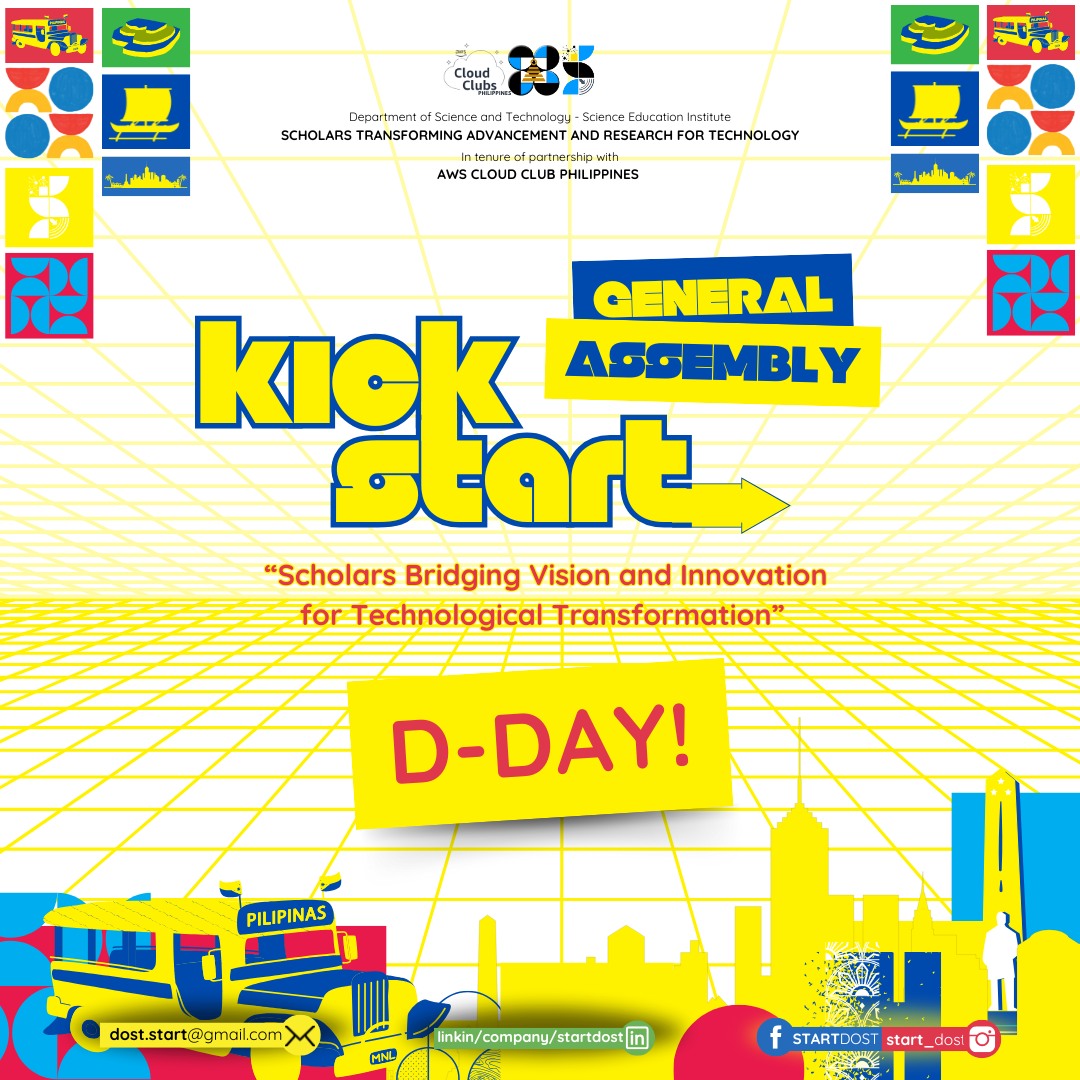 aws
Cloud
Clubs
PHILIPPINES
Department of Science and Technology - Science Education Institute
SCHOLARS TRANSFORMING ADVANCEMENT AND RESEARCH FOR TECHNOLOGY
In tenure of partnership with
AWS CLOUD CLUB PHILIPPINES
GENERAL
ASSEMBLY
kick
start
“Scholars Bridging Vision and Innovation
for Technological Transformation”
D-DAY!
PILIPINAS
MNL
dost.start@gmail.com
linkin/company/startdost in
f STARTDOST start_dost